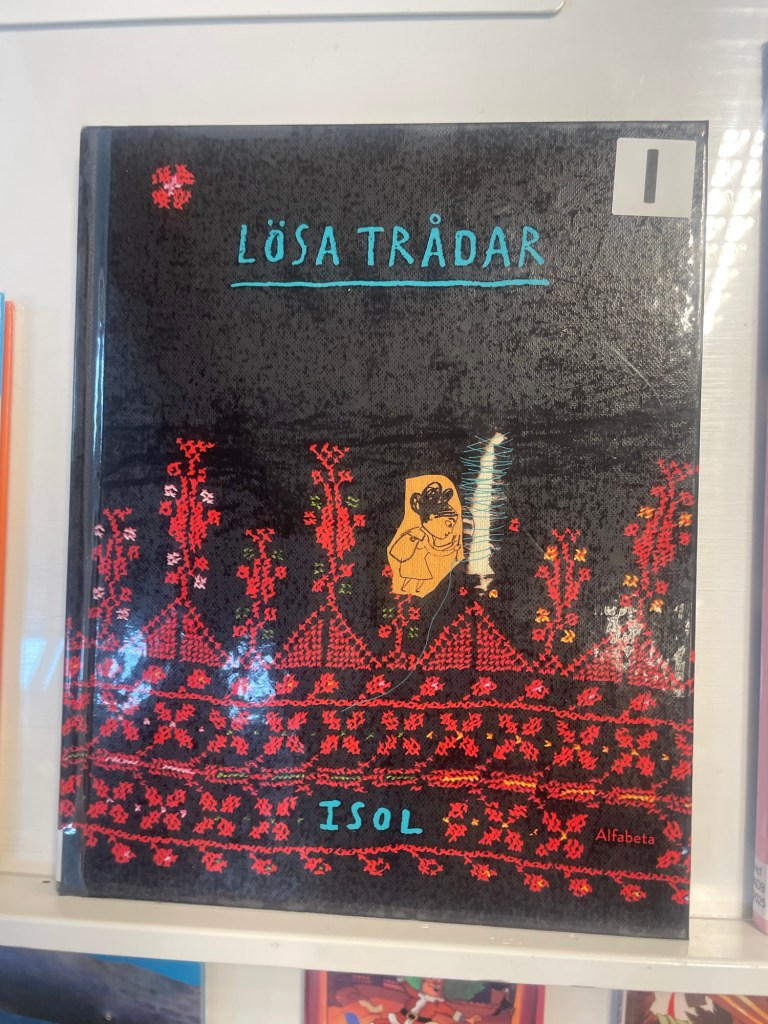 I
LÖSA TRÅDAR
ISOL
Alfabeta